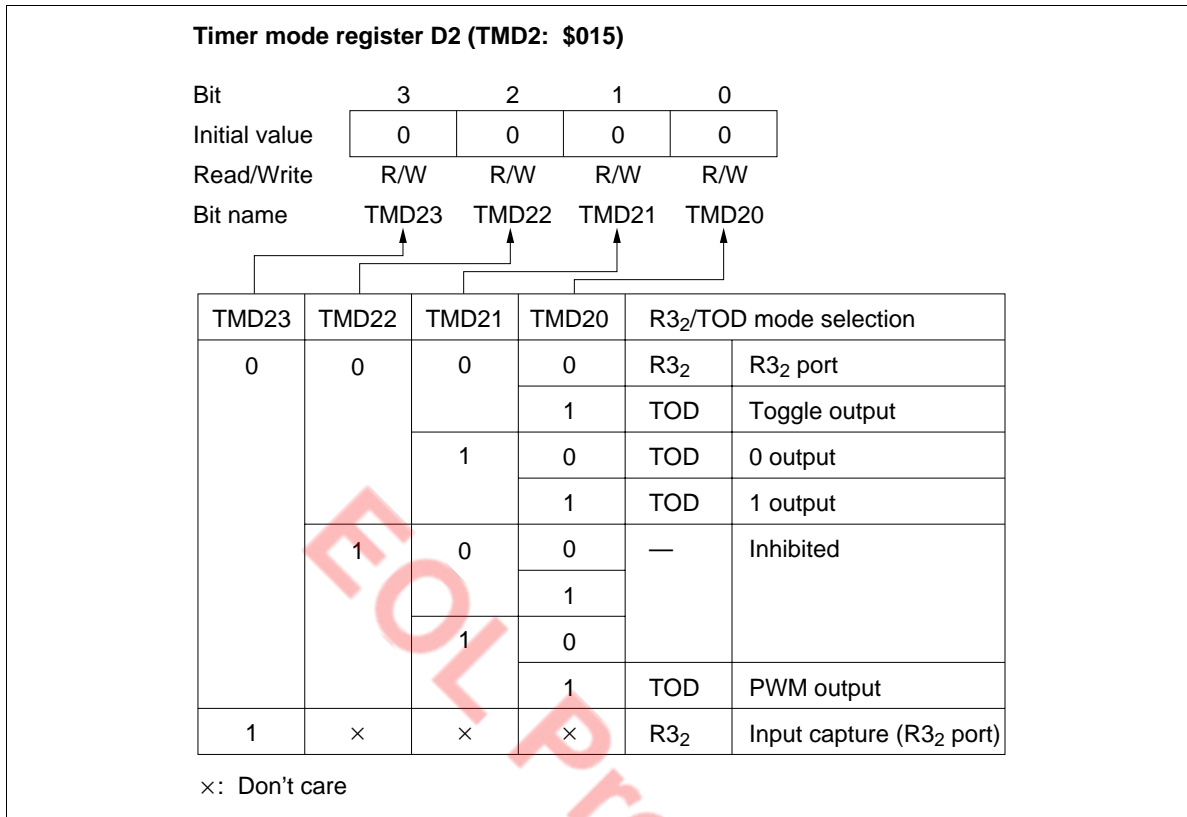 Timer mode register D2 (TMD2: $015)
Bit 3 2 1 0
Initial value 0 0 0 0
Read/Write R/W R/W R/W R/W
Bit name TMD23 TMD22 TMD21 TMD20
TMD23 TMD22 TMD21 TMD20 R3₂/TOD mode selection
0 0 0 0 R3₂ R3₂ port
1 TOD Toggle output
1 0 TOD 0 output
1 TOD 1 output
1 0 0 — Inhibited
1
1 0
1 TOD PWM output
1 × × × R3₂ Input capture (R3₂ port)
×: Don't care
EOL Pr